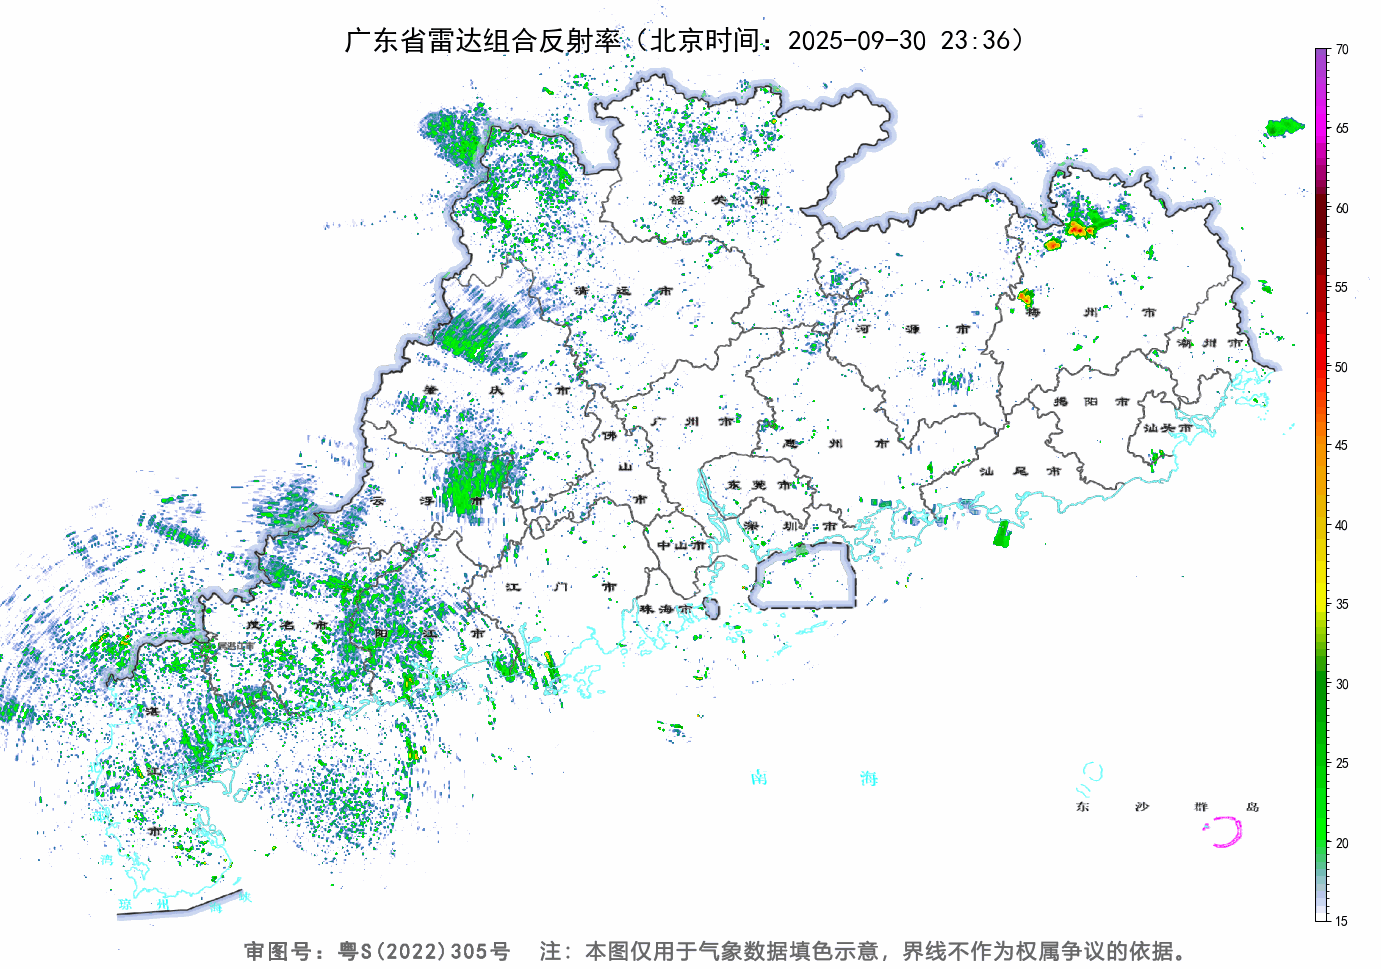 广东省雷达组合反射率（北京时间：2025-09-30 23:36）
70
65
60
55
50
45
40
35
30
25
20
15
韶关市
清远市
河源市
梅州市
潮州市
肇庆市
广州市
佛山市
惠州市
揭阳市
汕头市
汕尾市
云浮市
东莞市
深圳市
中山市
江门市
珠海市
茂名市
阳江市
湛江市
南海
东沙群岛
琼州海峡
审图号：粤S(2022)305号 注：本图仅用于气象数据填色示意，界线不作为权属争议的依据。